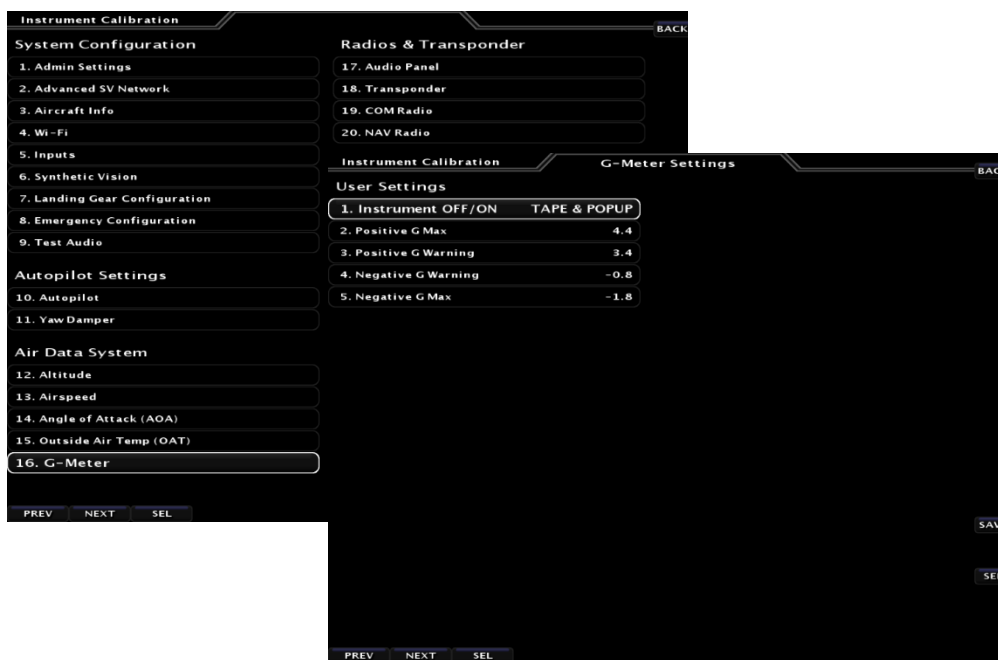 Instrument Calibration
BACK
System Configuration
1. Admin Settings
2. Advanced SV Network
3. Aircraft Info
4. Wi-Fi
5. Inputs
6. Synthetic Vision
7. Landing Gear Configuration
8. Emergency Configuration
9. Test Audio
Autopilot Settings
10. Autopilot
11. Yaw Damper
Air Data System
12. Altitude
13. Airspeed
14. Angle of Attack (AOA)
15. Outside Air Temp (OAT)
16. G-Meter
PREV NEXT SEL
Radios & Transponder
17. Audio Panel
18. Transponder
19. COM Radio
20. NAV Radio
Instrument Calibration G-Meter Settings
BAC
User Settings
1. Instrument OFF/ON TAPE & POPUP
2. Positive G Max 4.4
3. Positive G Warning 3.4
4. Negative G Warning -0.8
5. Negative G Max -1.8
SAV
SEL
PREV NEXT SEL